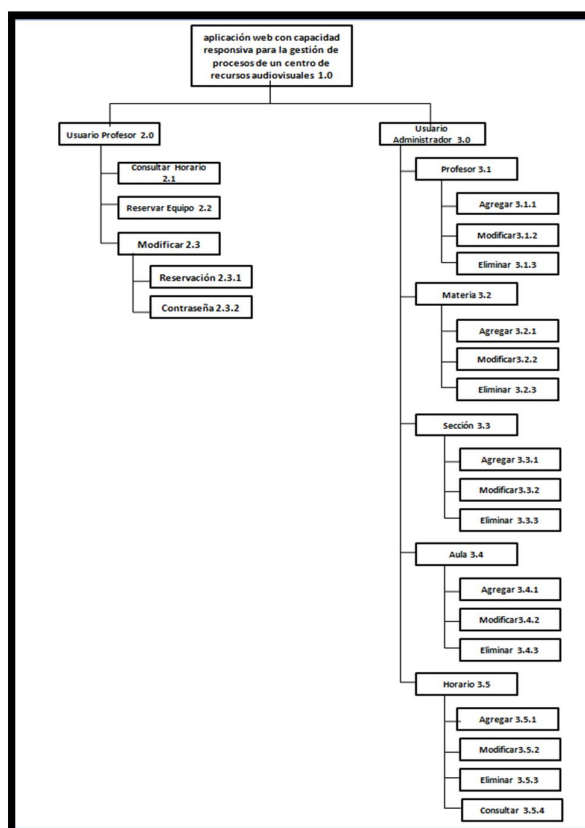 aplicación web con capacidad
responsiva para la gestión de
procesos de un centro de
recursos audiovisuales 1.0
Usuario Profesor 2.0
Consultar Horario
2.1
Reservar Equipo 2.2
Modificar 2.3
Reservación 2.3.1
Contraseña 2.3.2
Usuario
Administrador 3.0
Profesor 3.1
Agregar 3.1.1
Modificar3.1.2
Eliminar 3.1.3
Materia 3.2
Agregar 3.2.1
Modificar3.2.2
Eliminar 3.2.3
Sección 3.3
Agregar 3.3.1
Modificar3.3.2
Eliminar 3.3.3
Aula 3.4
Agregar 3.4.1
Modificar3.4.2
Eliminar 3.4.3
Horario 3.5
Agregar 3.5.1
Modificar3.5.2
Eliminar 3.5.3
Consultar 3.5.4